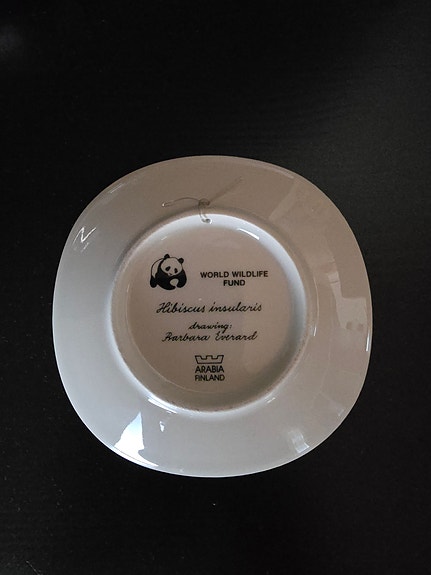 WORLD WILDLIFE
FUND
Hibiscus insularis
drawing:
Barbara Everard
ARABIA
FINLAND